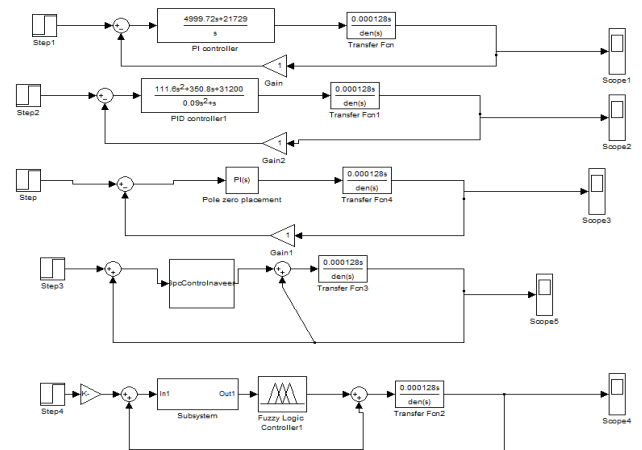 4999.72s+21729
s
PI controller
0.000128s
den(s)
Transfer Fcn
Step1
1
Gain
Scope1
111.6s²+350.8s+31200
0.09s²+s
PID controller1
0.000128s
den(s)
Transfer Fcn1
Step2
1
Gain2
Scope2
PI(s)
Pole zero placement
0.000128s
den(s)
Transfer Fcn4
Step
1
Gain1
Scope3
0.000128s
den(s)
Transfer Fcn3
Step3
Scope5
K-
Step4
In1
Out1
Subsystem
Fuzzy Logic
Controller1
0.000128s
den(s)
Transfer Fcn2
Scope4